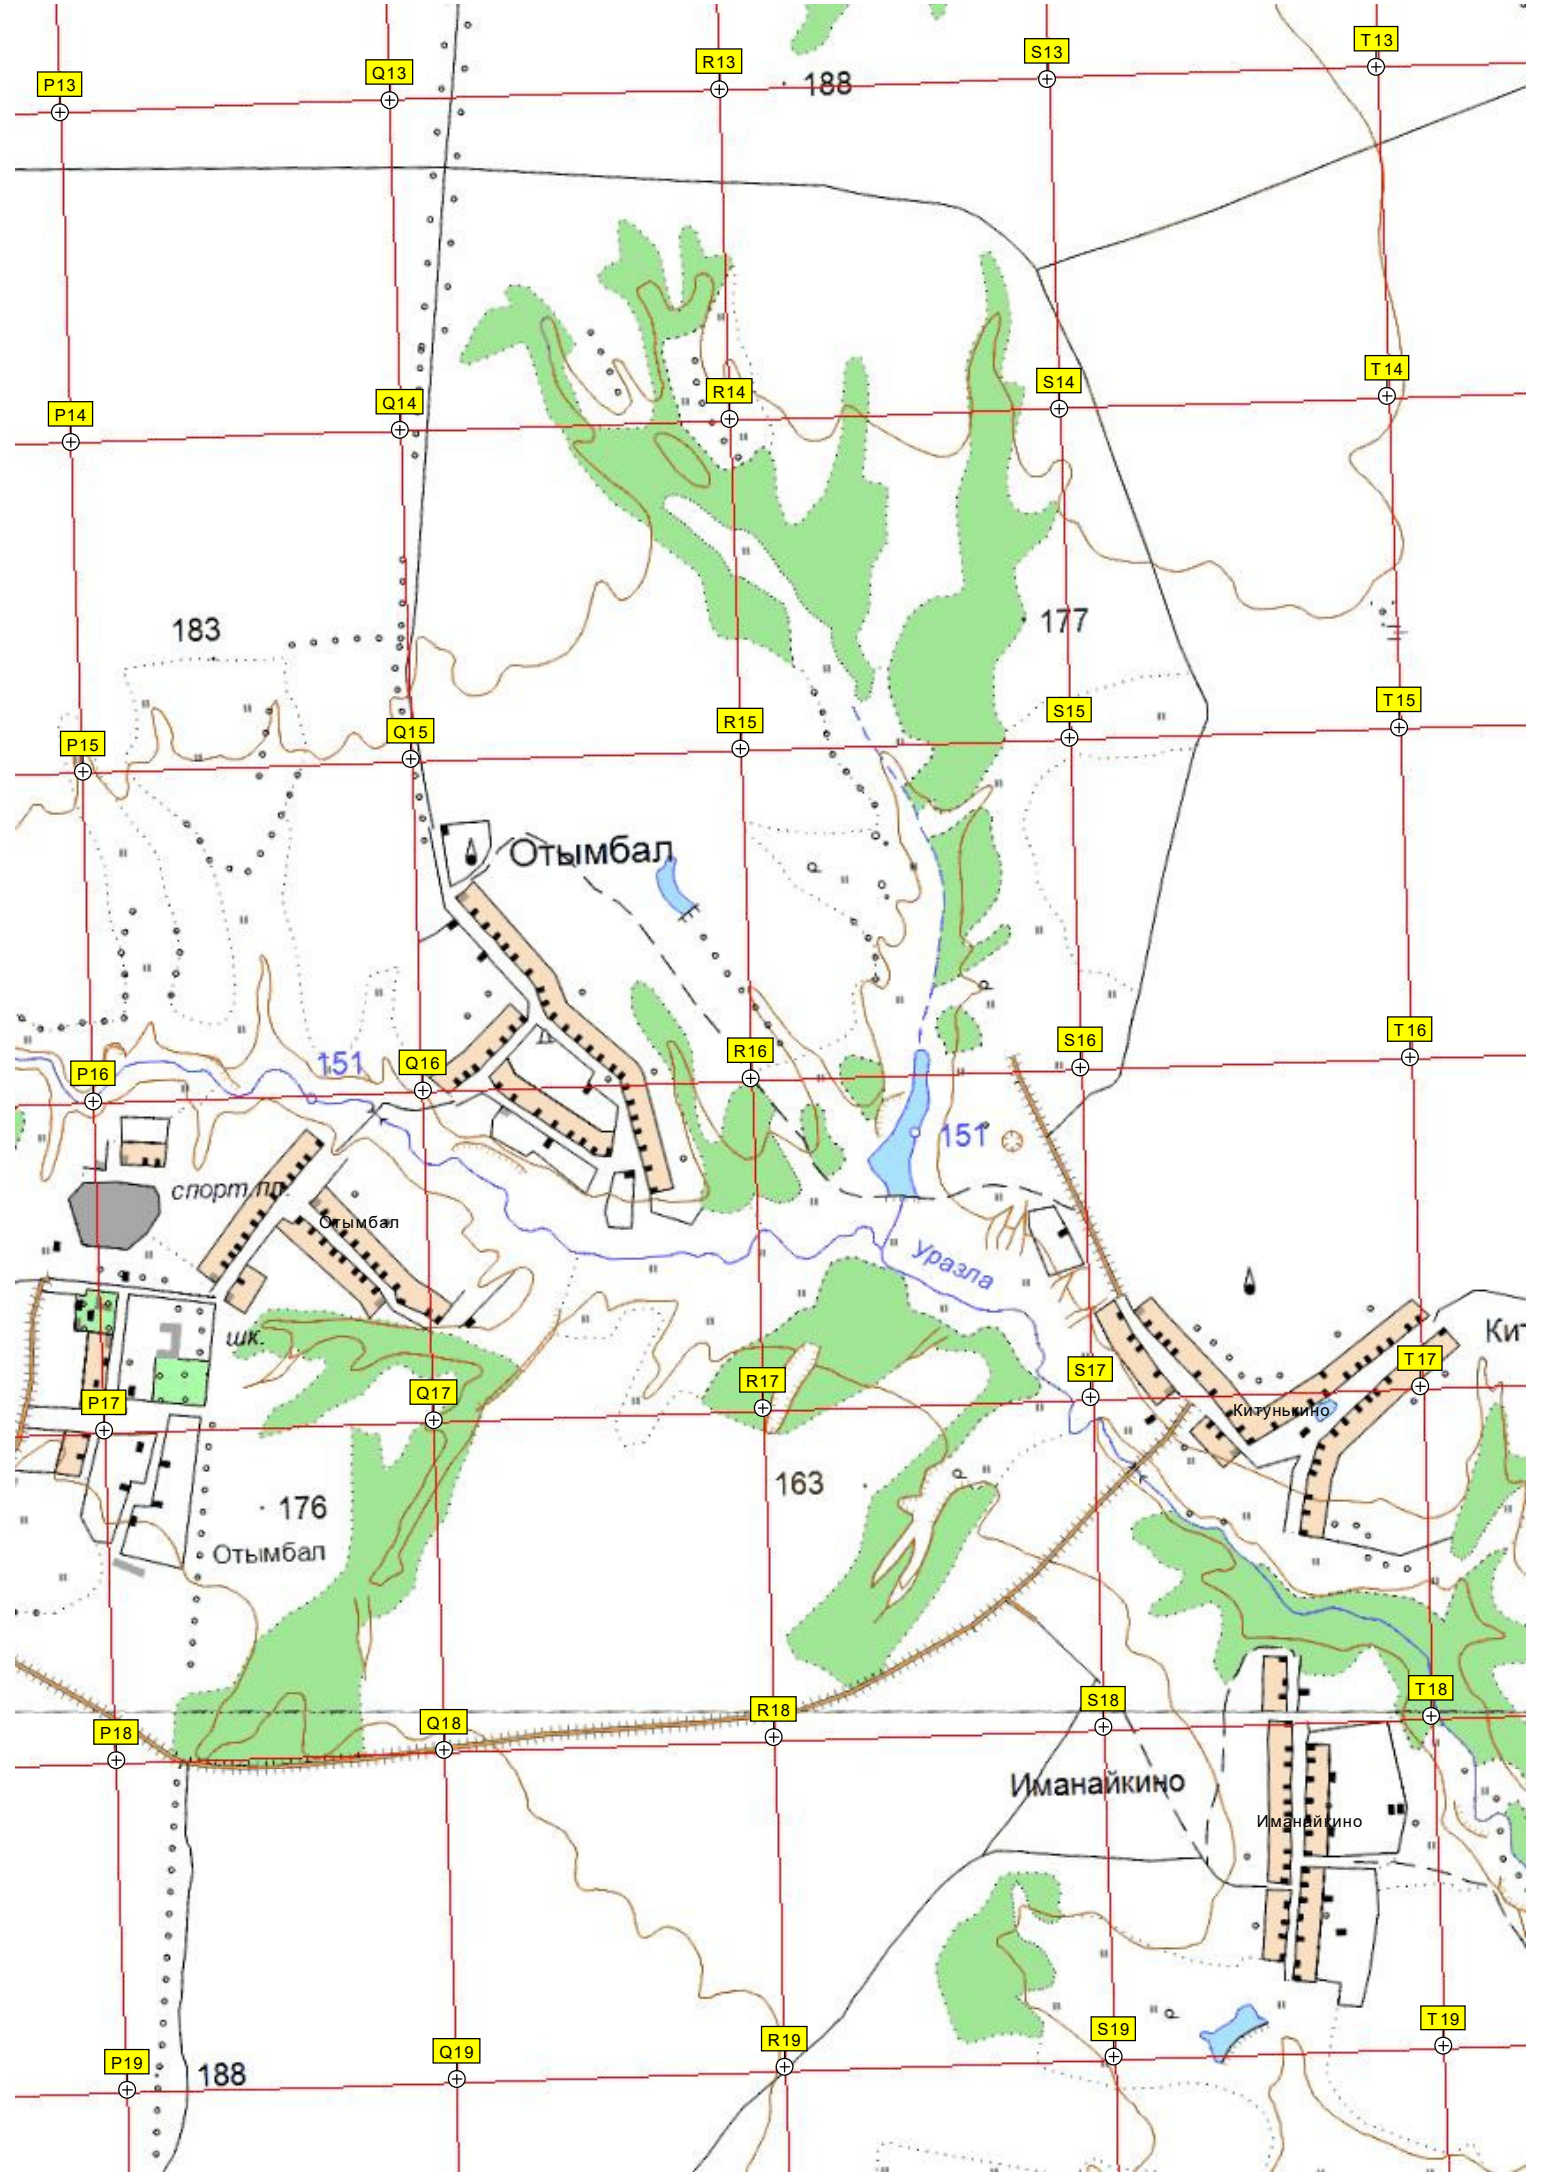 P13
Q13
R13
S13
T13
188
P14
Q14
R14
S14
T14
183
177
P15
Q15
R15
S15
T15
Отымбал
P16
Q16
R16
S16
T16
151
151
спорт.пл.
Отымбал
Уразла
шк.
Кит
P17
Q17
R17
S17
T17
Китунькино
176
163
Отымбал
P18
Q18
R18
S18
T18
Иманайкино
Иманайкино
P19
Q19
R19
S19
T19
188